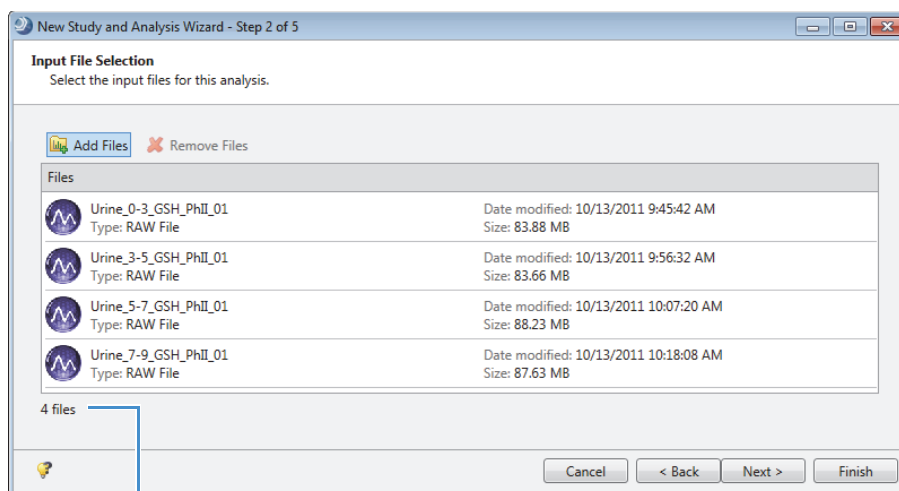 New Study and Analysis Wizard - Step 2 of 5
Input File Selection
Select the input files for this analysis.
Add Files Remove Files
Files
Urine_0-3_GSH_PhII_01 Date modified: 10/13/2011 9:45:42 AM
Type: RAW File Size: 83.88 MB
Urine_3-5_GSH_PhII_01 Date modified: 10/13/2011 9:56:32 AM
Type: RAW File Size: 83.66 MB
Urine_5-7_GSH_PhII_01 Date modified: 10/13/2011 10:07:20 AM
Type: RAW File Size: 88.23 MB
Urine_7-9_GSH_PhII_01 Date modified: 10/13/2011 10:18:08 AM
Type: RAW File Size: 87.63 MB
4 files
Cancel < Back Next > Finish